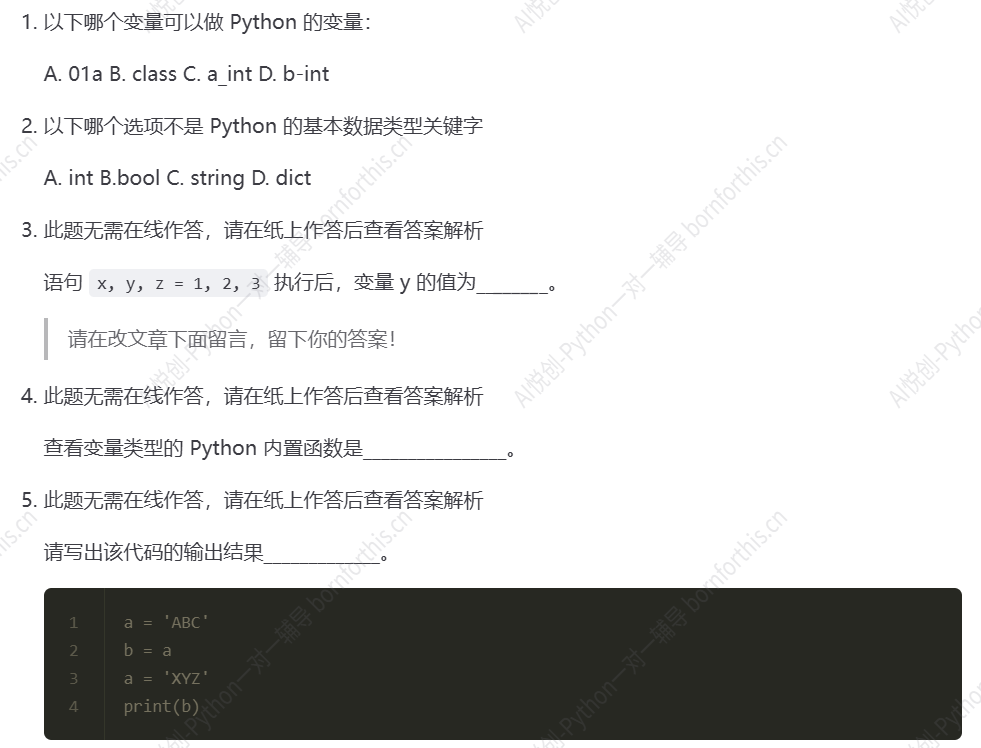 1. 以下哪个变量可以做 Python 的变量：
A. 01a B. class C. a_int D. b-int
2. 以下哪个选项不是 Python 的基本数据类型关键字
A. int B.bool C. string D. dict
3. 此题无需在线作答，请在纸上作答后查看答案解析
语句 x, y, z = 1, 2, 3 执行后，变量 y 的值为________。
请在改文章下面留言，留下你的答案！
4. 此题无需在线作答，请在纸上作答后查看答案解析
查看变量类型的 Python 内置函数是________________。
5. 此题无需在线作答，请在纸上作答后查看答案解析
请写出该代码的输出结果_____________。
1 a = 'ABC'
2 b = a
3 a = 'XYZ'
4 print(b)
AI悦创-Python一对一辅导 bornforthis.cn